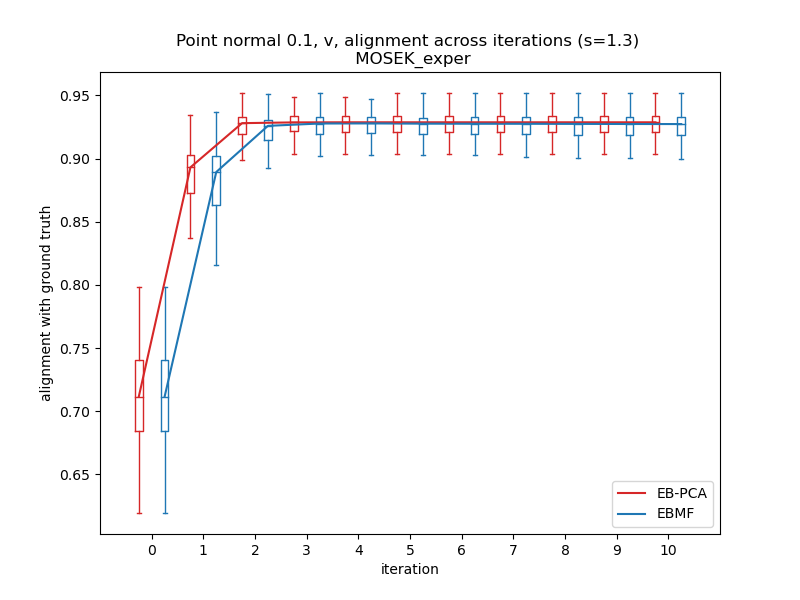 Point normal 0.1, v, alignment across iterations (s=1.3)
MOSEK_exper
alignment with ground truth
0.95
0.90
0.85
0.80
0.75
0.70
0.65
EB-PCA
EBMF
0 1 2 3 4 5 6 7 8 9 10
iteration